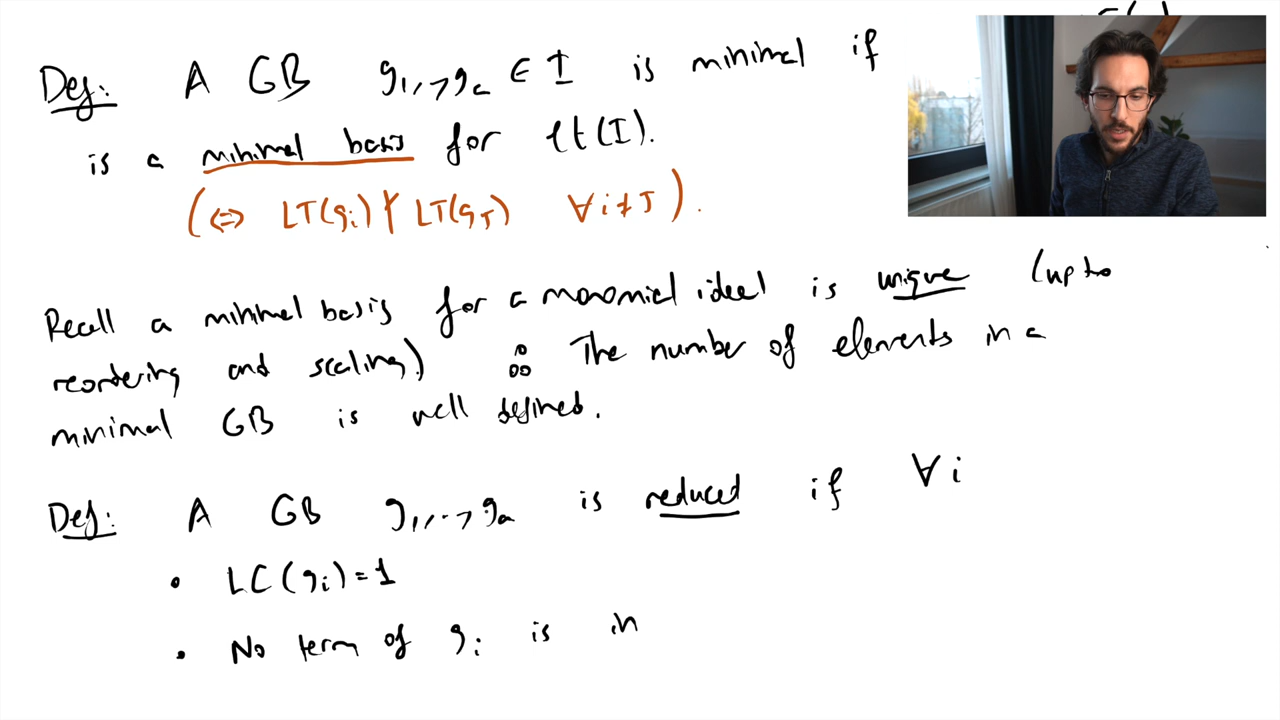 Def: A GB g₁,..,gₐ ∈ I is minimal if
is a minimal basis for lt(I).
(⇔ LT(gᵢ) ∤ LT(gⱼ) ∀ i ≠ j).
Recall a minimal basis for a monomial ideal is unique (up to
reordering and scaling) ∴ The number of elements in a
minimal GB is well defined.
Def: A GB g₁,..,gₐ is reduced if ∀ i
• LC(gᵢ)=1
• No term of gᵢ is in